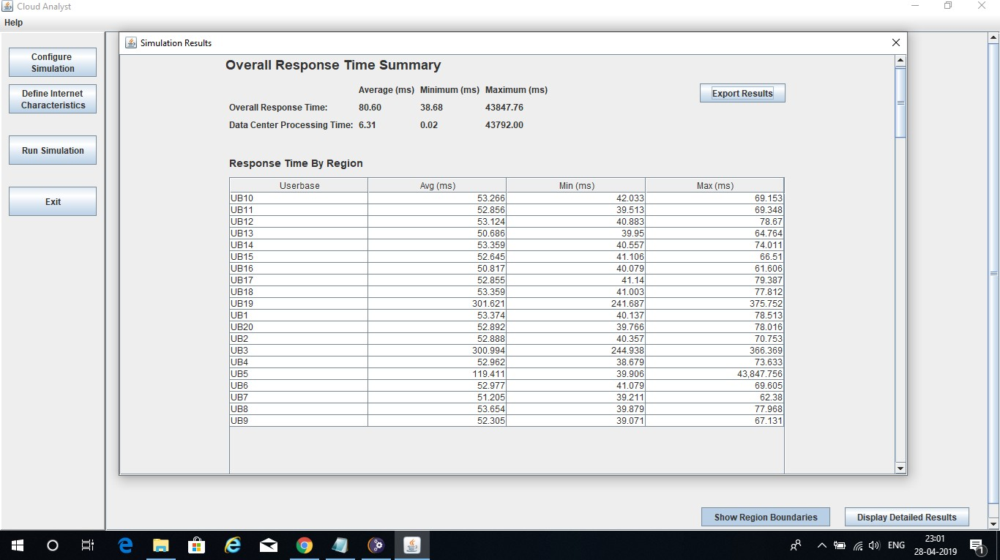 Cloud Analyst
Help
Configure
Simulation
Define Internet
Characteristics
Run Simulation
Exit
Simulation Results
Overall Response Time Summary
Average (ms) Minimum (ms) Maximum (ms)
Export Results
Overall Response Time: 80.60 38.68 43847.76
Data Center Processing Time: 6.31 0.02 43792.00
Response Time By Region
Userbase Avg (ms) Min (ms) Max (ms)
UB10 53.266 42.033 69.153
UB11 52.856 39.513 69.348
UB12 53.124 40.883 78.67
UB13 50.686 39.95 64.764
UB14 53.359 40.557 74.011
UB15 52.645 41.106 66.51
UB16 50.817 40.079 61.606
UB17 52.855 41.14 79.387
UB18 53.359 41.003 77.812
UB19 301.621 241.687 375.752
UB1 53.374 40.137 78.513
UB20 52.892 39.766 78.016
UB2 52.888 40.357 70.753
UB3 300.994 244.938 366.369
UB4 52.962 38.679 73.633
UB5 119.411 39.906 43,847.756
UB6 52.977 41.079 69.605
UB7 51.205 39.211 62.38
UB8 53.654 39.879 77.968
UB9 52.305 39.071 67.131
Show Region Boundaries
Display Detailed Results
ENG
23:01
28-04-2019
1